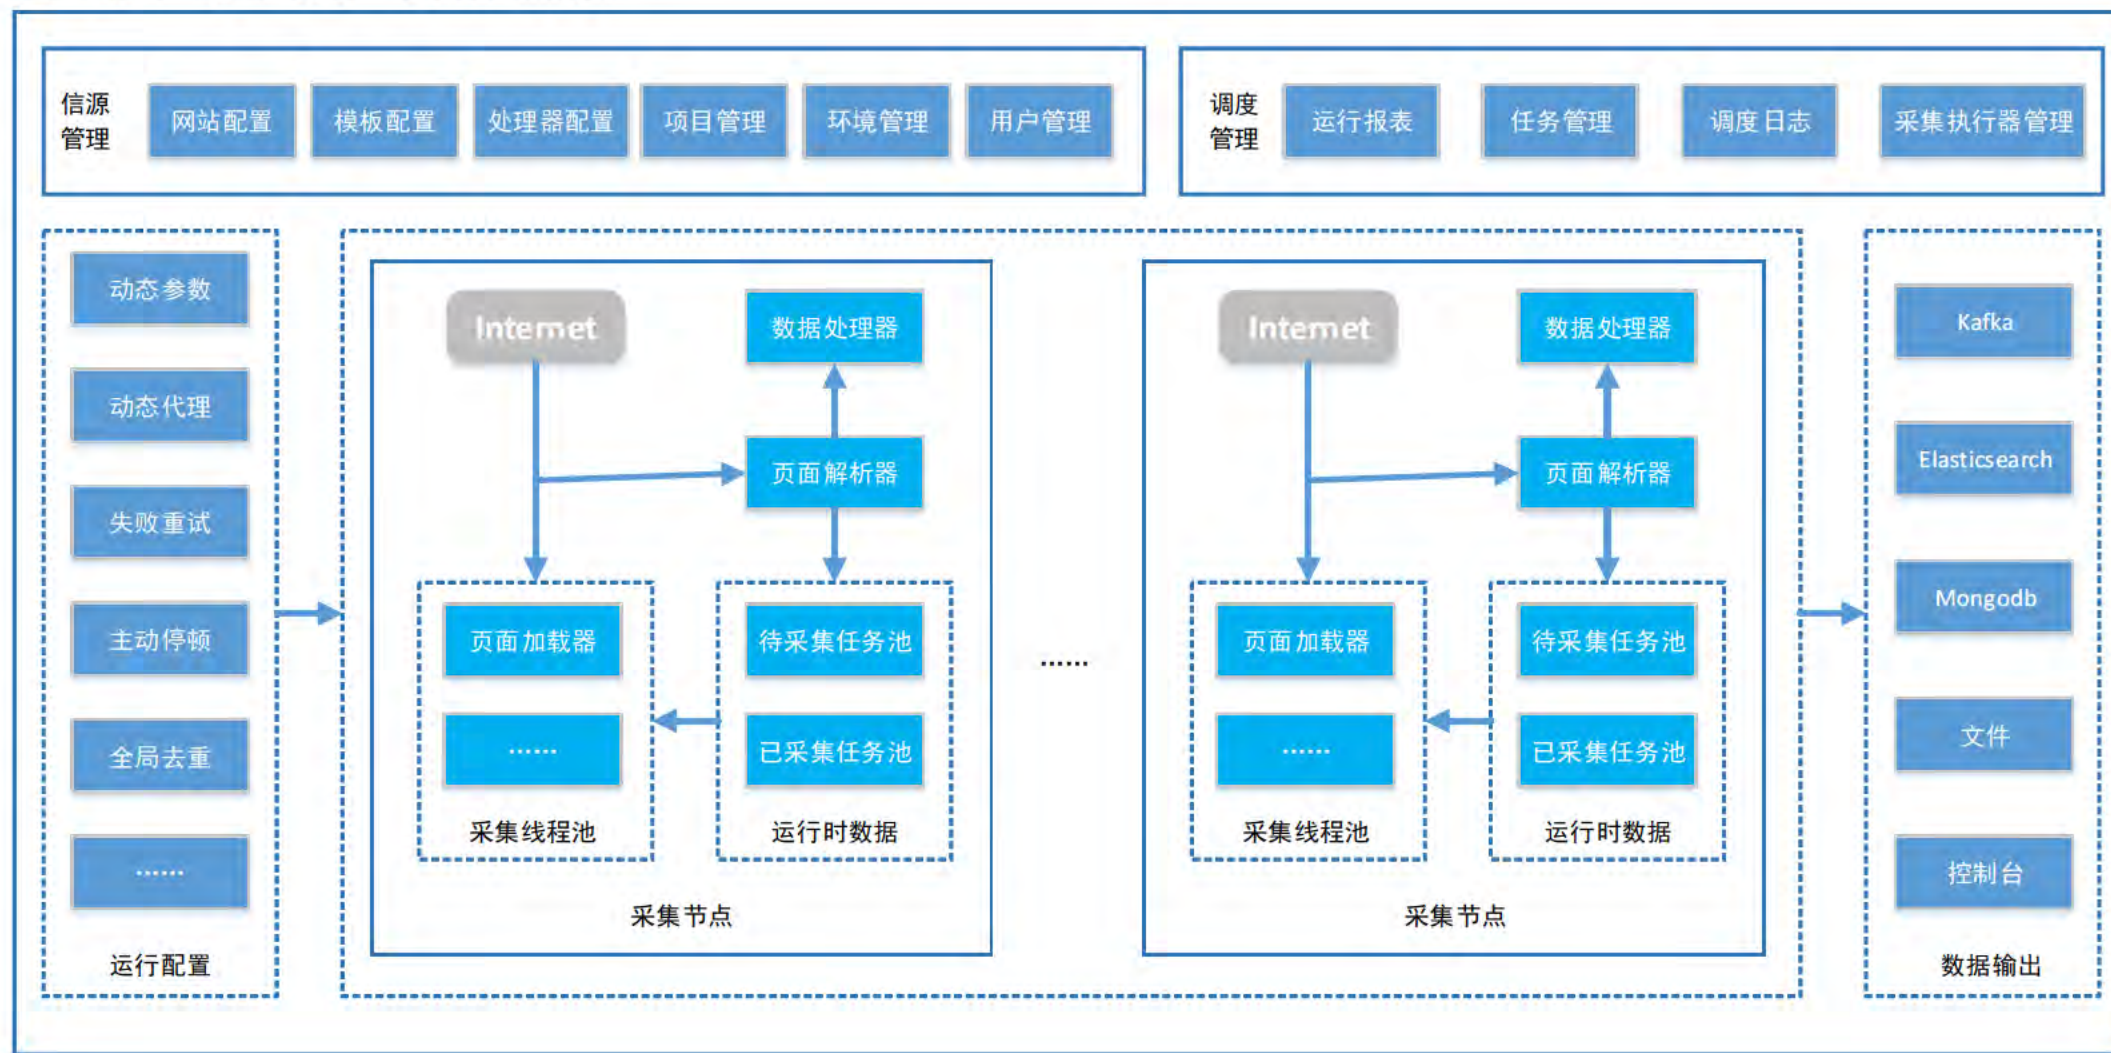 信源
管理
网站配置
模板配置
处理器配置
项目管理
环境管理
用户管理
调度
管理
运行报表
任务管理
调度日志
采集执行器管理
动态参数
动态代理
失败重试
主动停顿
全局去重
……
运行配置
Internet
数据处理器
页面解析器
页面加载器
……
采集线程池
待采集任务池
已采集任务池
运行时数据
采集节点
……
Internet
数据处理器
页面解析器
页面加载器
……
采集线程池
待采集任务池
已采集任务池
运行时数据
采集节点
Kafka
Elasticsearch
Mongodb
文件
控制台
数据输出